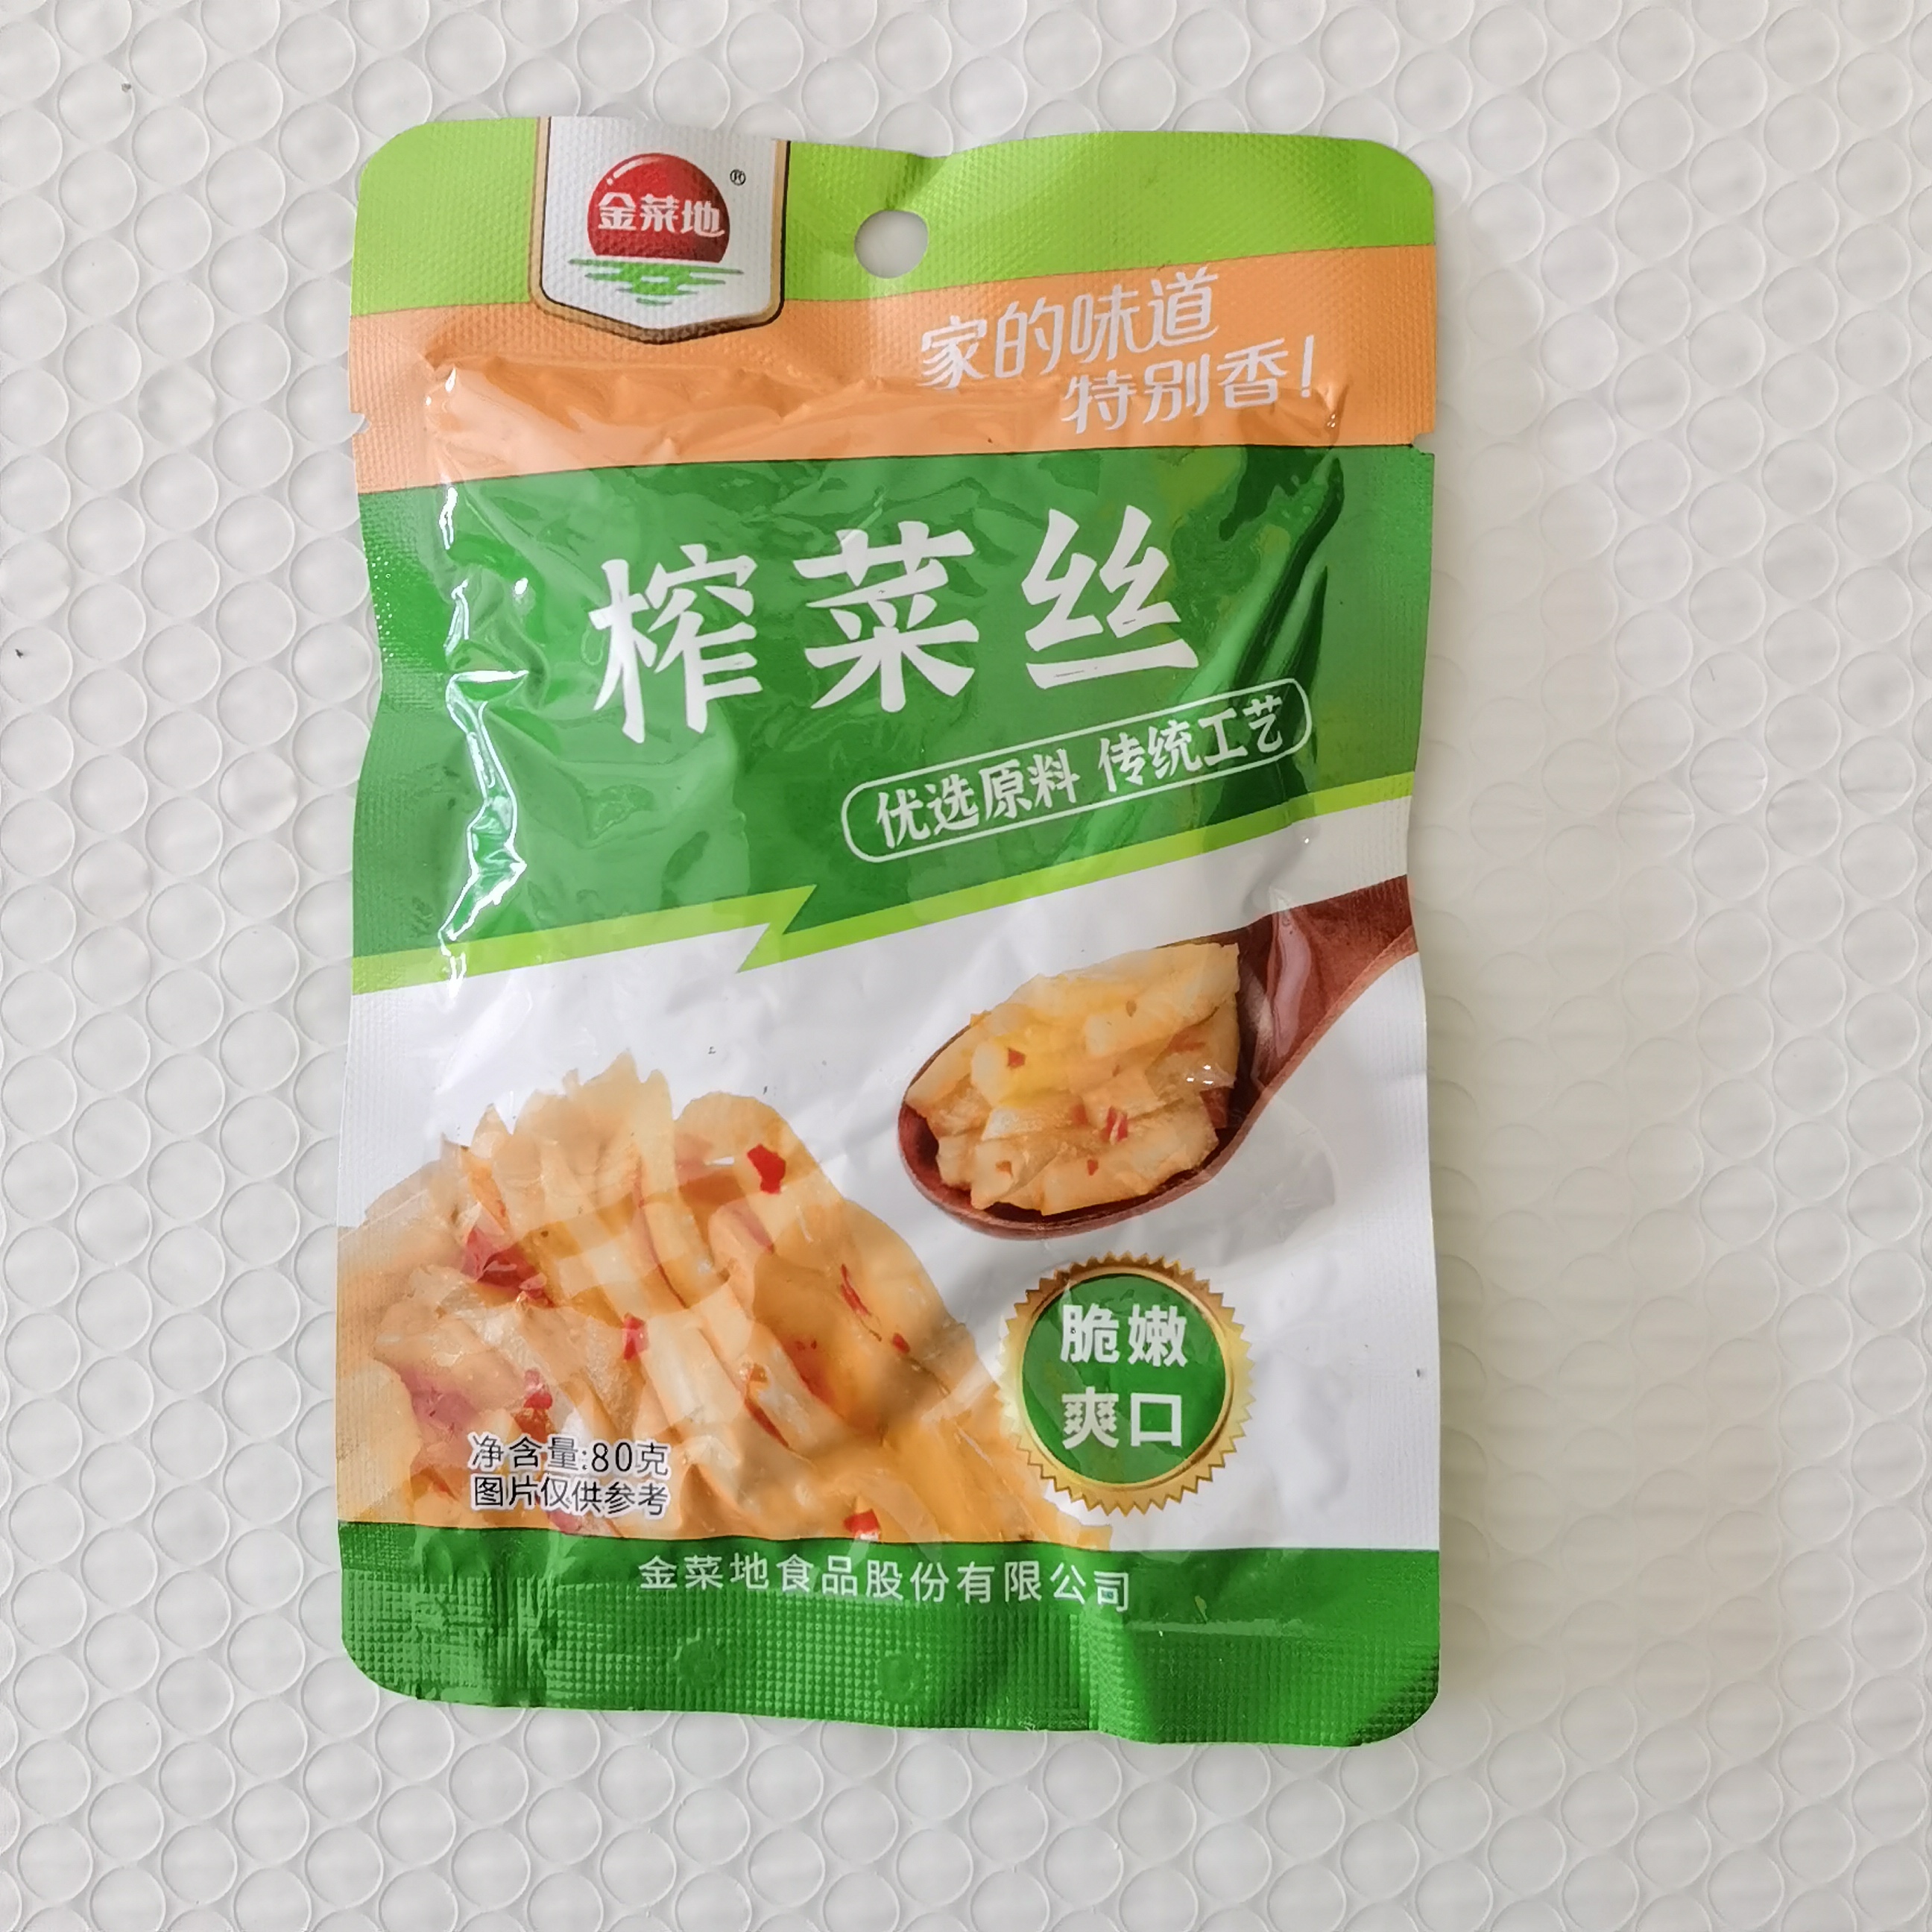 金菜地
®
家的味道
特别香！
榨菜丝
优选原料 传统工艺
脆嫩
爽口
净含量:80克
图片仅供参考
金菜地食品股份有限公司